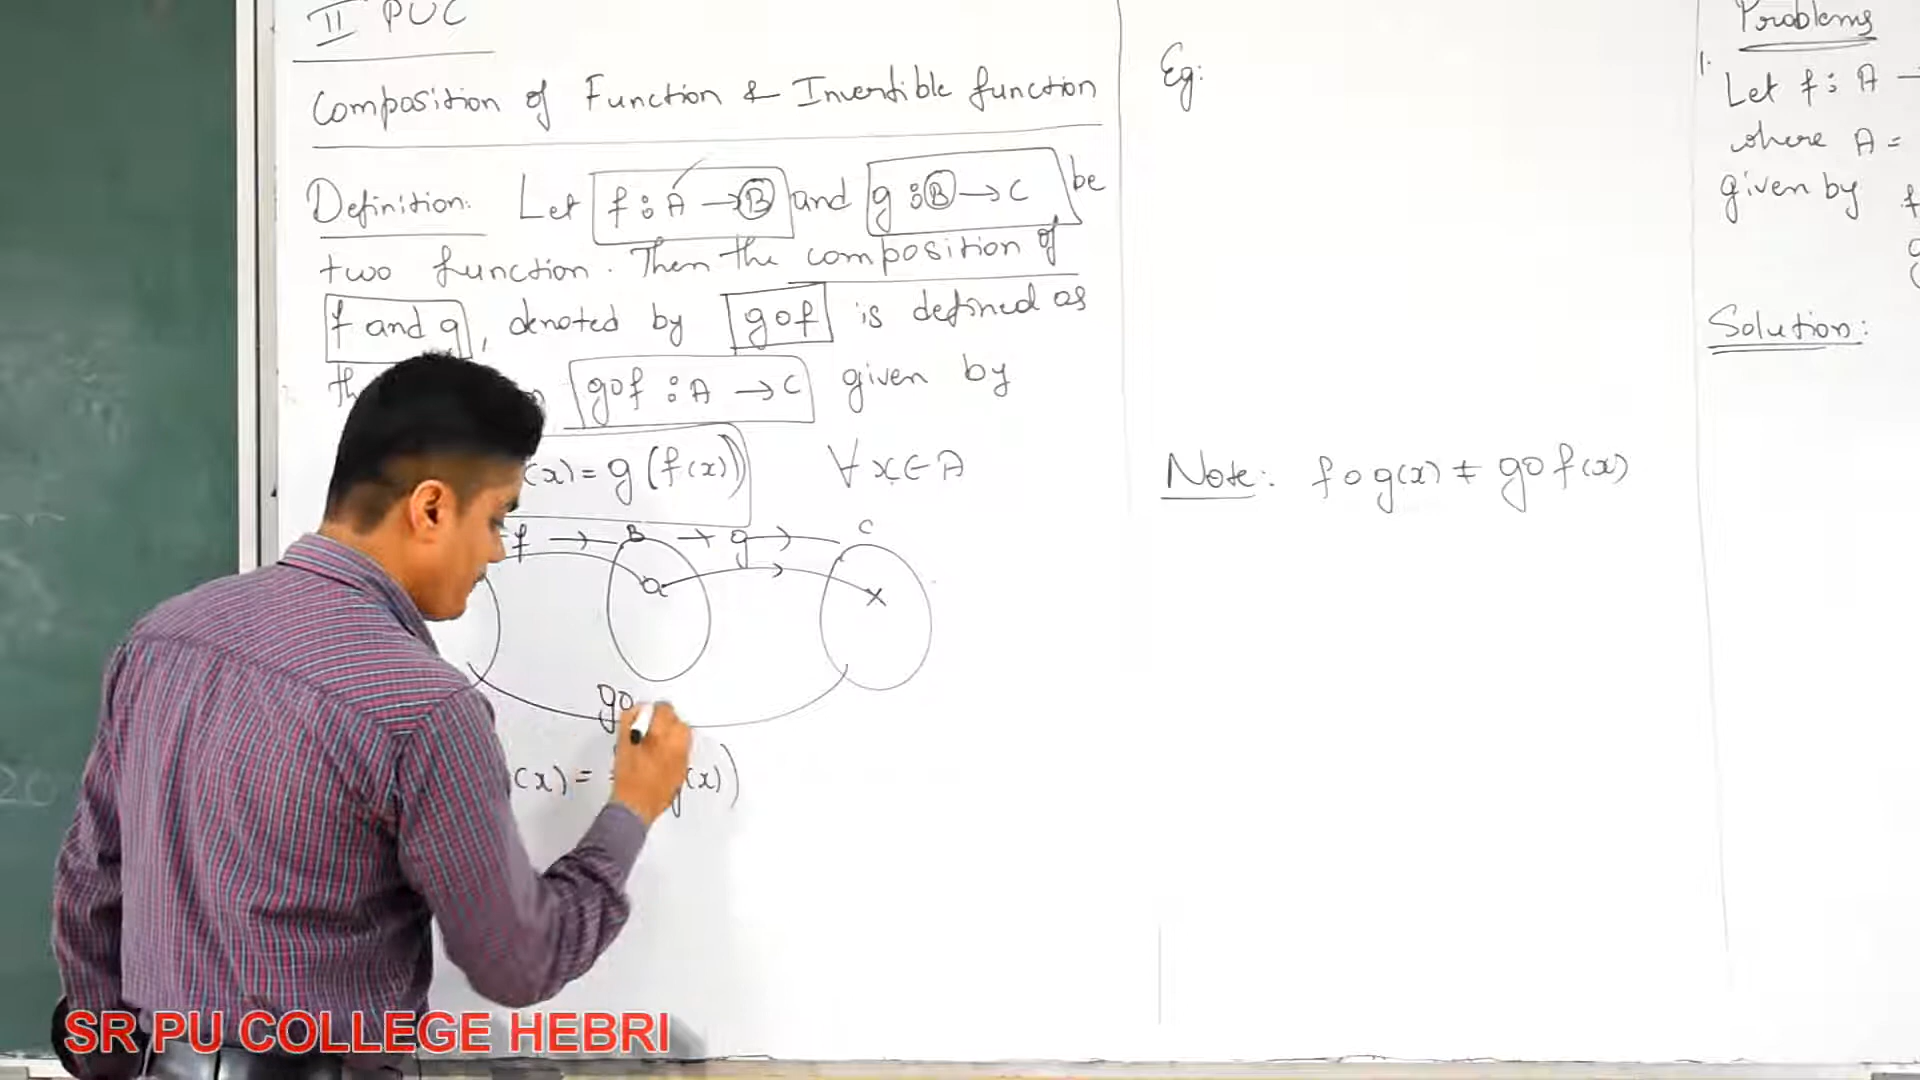 II PUC
Composition of Function & Invertible function
Definition: Let f : A → B and g : B → C be
two function. Then the composition of
f and g, denoted by gof is defined as
gof : A → C given by
(x) = g(f(x)) ∀ x ∈ A
f → B → g → C
a x
go
(x) = (x))
Eg:
Note: fog(x) ≠ gof(x)
Problems
1. Let f : A →
where A =
given by f
Solution:
SR PU COLLEGE HEBRI